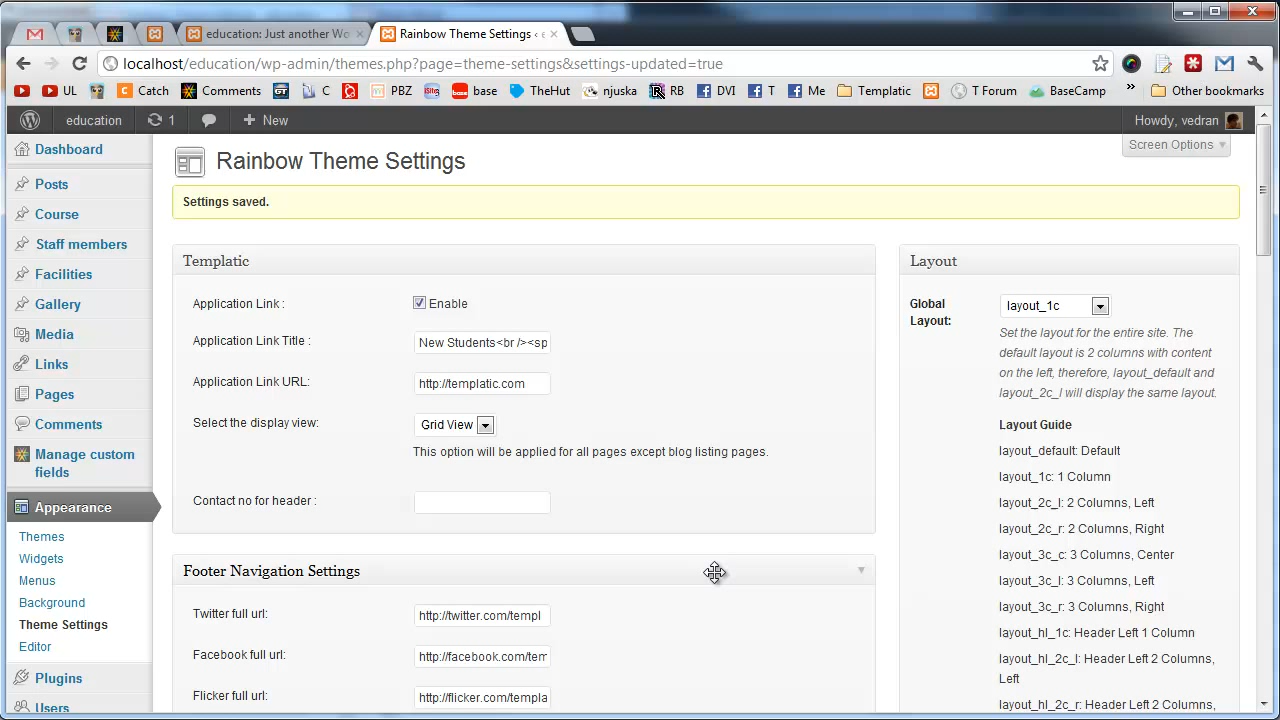 education: Just another Wo
Rainbow Theme Settings ‹ e
localhost/education/wp-admin/themes.php?page=theme-settings&settings-updated=true
UL
Catch
Comments
GT
C
PBZ
base
TheHut
njuska
RB
DVI
T
Me
Templatic
T Forum
BaseCamp
»
Other bookmarks
education
1
New
Howdy, vedran
Screen Options
Dashboard
Posts
Course
Staff members
Facilities
Gallery
Media
Links
Pages
Comments
Manage custom
fields
Appearance
Themes
Widgets
Menus
Background
Theme Settings
Editor
Plugins
Users
Rainbow Theme Settings
Settings saved.
Templatic
Application Link :
Enable
Application Link Title :
New Students<br /><sp
Application Link URL:
http://templatic.com
Select the display view:
Grid View
This option will be applied for all pages except blog listing pages.
Contact no for header :
Footer Navigation Settings
Twitter full url:
http://twitter.com/templ
Facebook full url:
http://facebook.com/tem
Flicker full url:
http://flicker.com/templa
Layout
Global
Layout:
layout_1c
Set the layout for the entire site. The
default layout is 2 columns with content
on the left, therefore, layout_default and
layout_2c_l will display the same layout.
Layout Guide
layout_default: Default
layout_1c: 1 Column
layout_2c_l: 2 Columns, Left
layout_2c_r: 2 Columns, Right
layout_3c_c: 3 Columns, Center
layout_3c_l: 3 Columns, Left
layout_3c_r: 3 Columns, Right
layout_hl_1c: Header Left 1 Column
layout_hl_2c_l: Header Left 2 Columns,
Left
layout_hl_2c_r: Header Left 2 Columns,